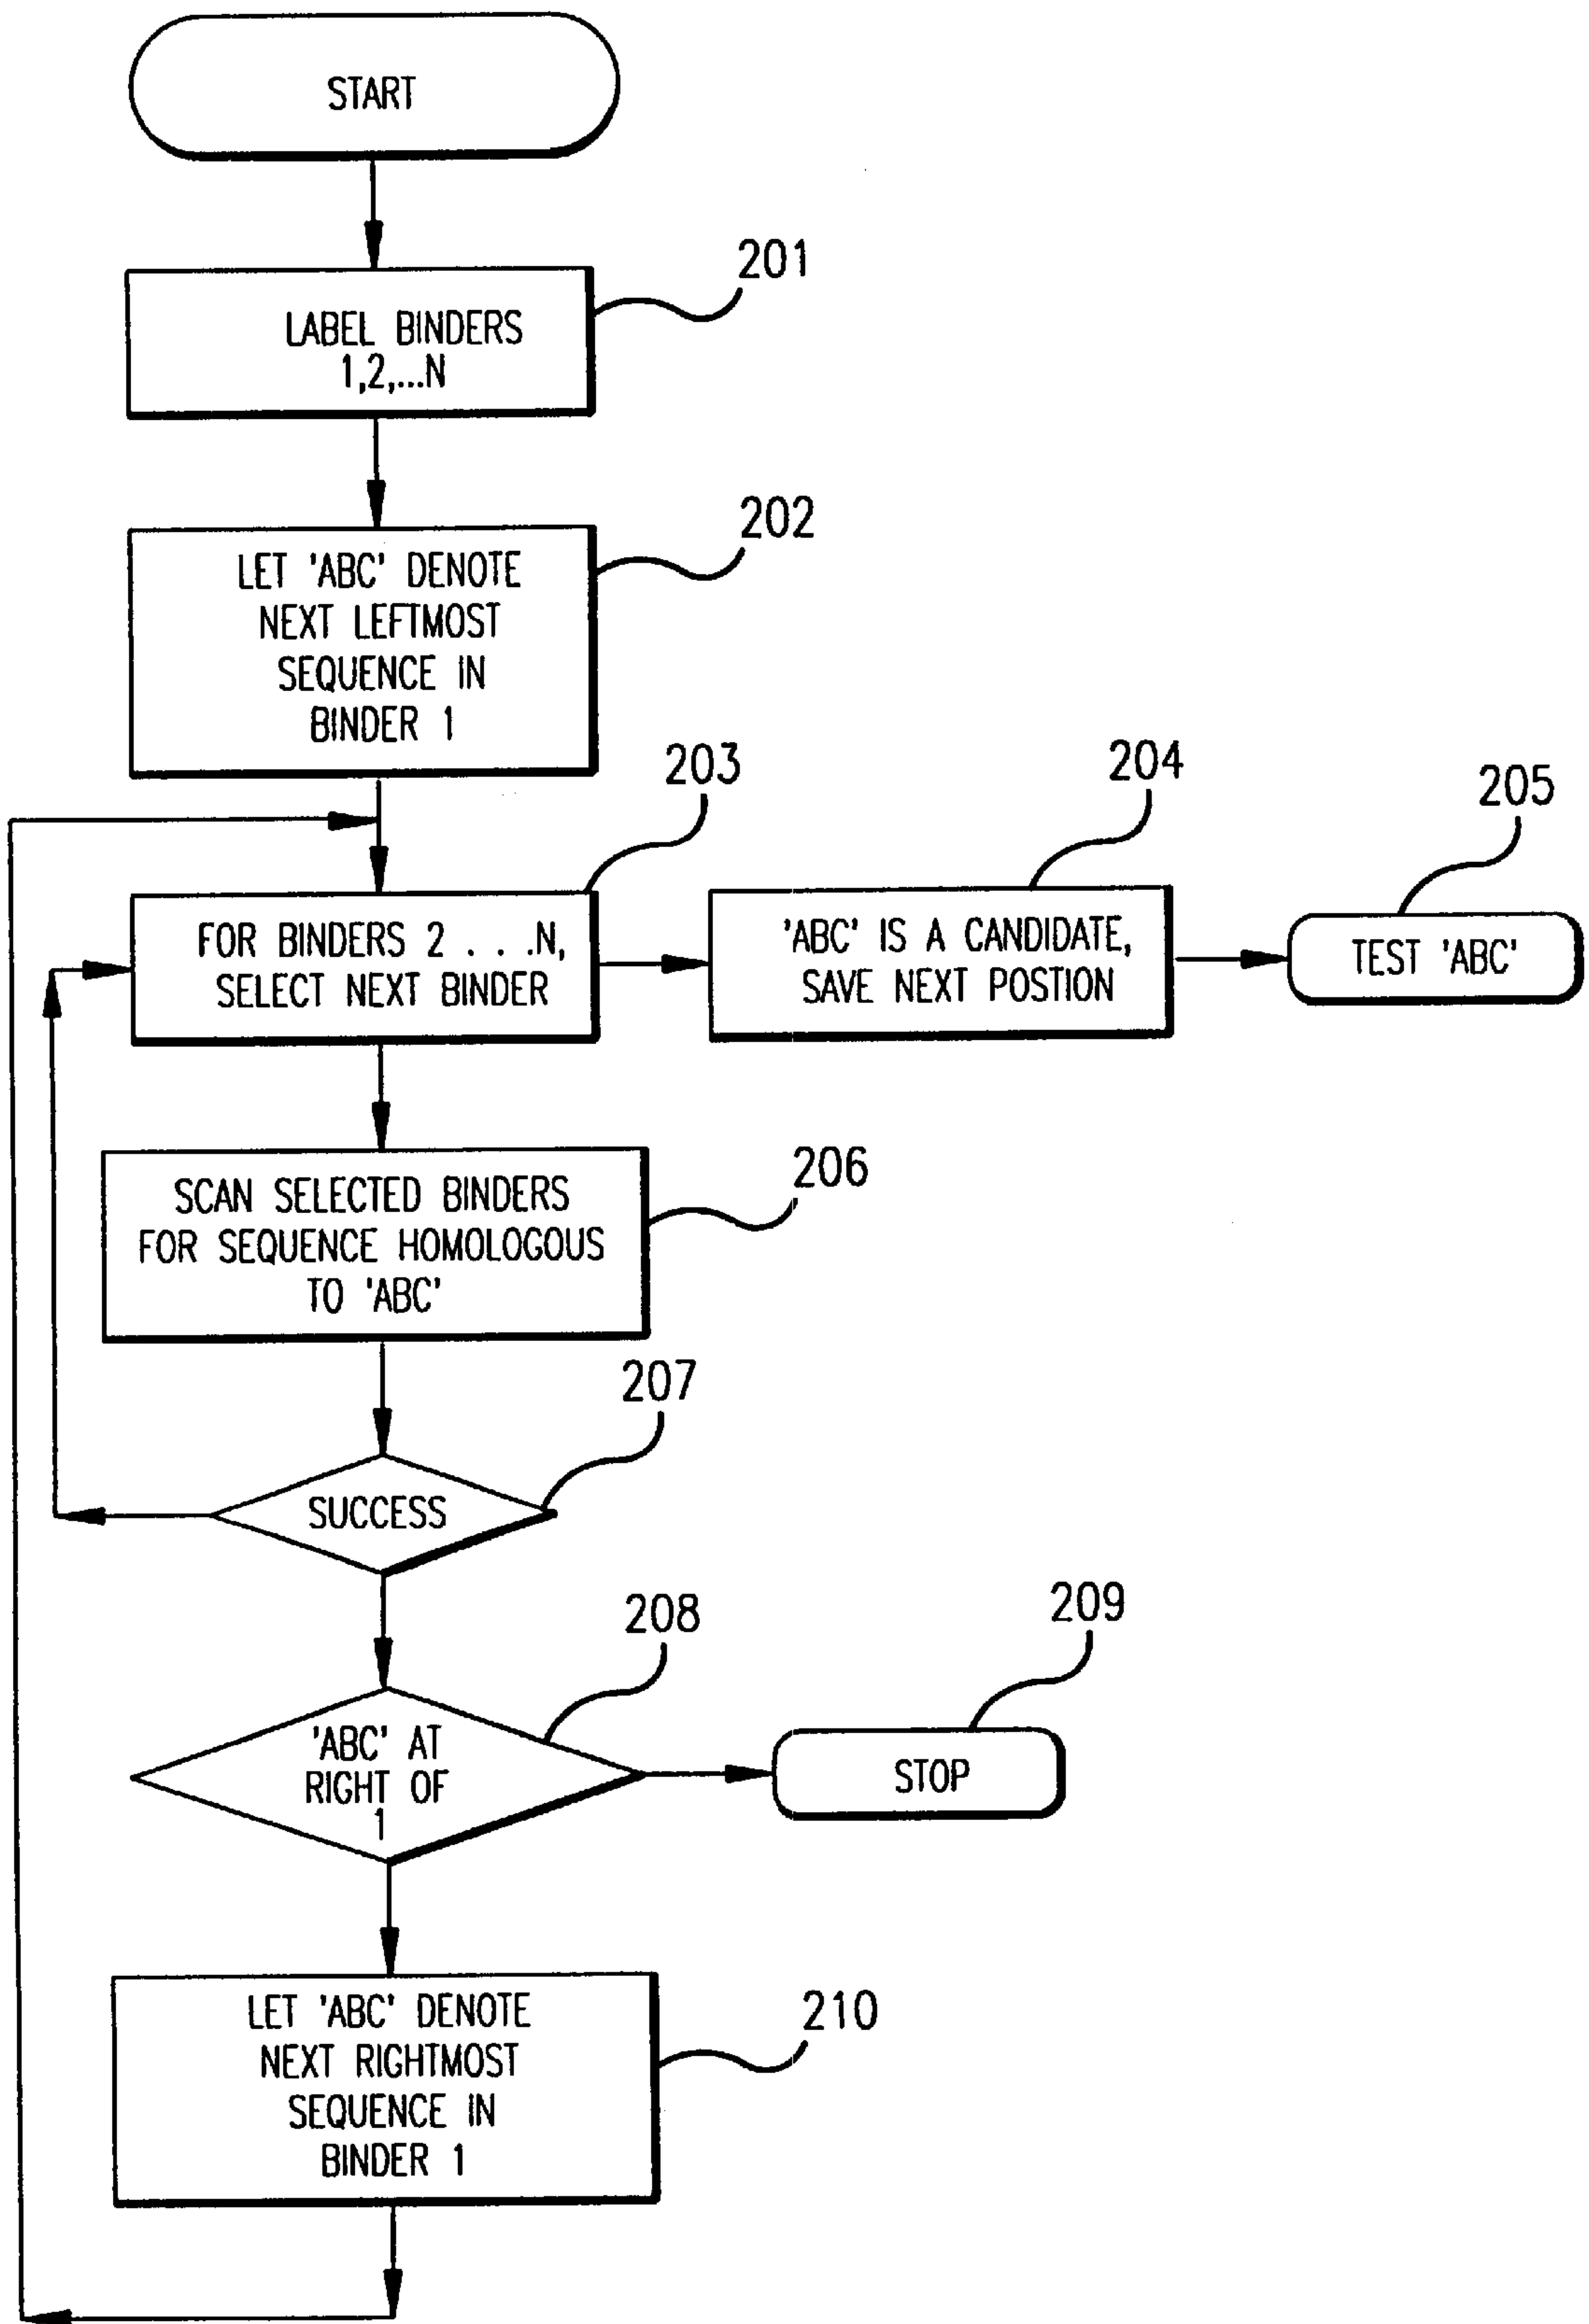 START
201
LABEL BINDERS
1,2,...N
202
LET 'ABC' DENOTE
NEXT LEFTMOST
SEQUENCE IN
BINDER 1
203
FOR BINDERS 2 . . .N,
SELECT NEXT BINDER
204
'ABC' IS A CANDIDATE,
SAVE NEXT POSTION
205
TEST 'ABC'
206
SCAN SELECTED BINDERS
FOR SEQUENCE HOMOLOGOUS
TO 'ABC'
207
SUCCESS
208
'ABC' AT
RIGHT OF
1
209
STOP
210
LET 'ABC' DENOTE
NEXT RIGHTMOST
SEQUENCE IN
BINDER 1